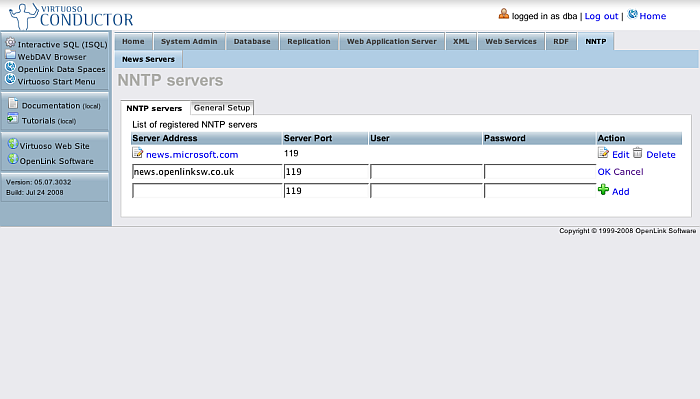 VIRTUOSO
CONDUCTOR
logged in as dba | Log out | Home
Interactive SQL (ISQL)
WebDAV Browser
OpenLink Data Spaces
Virtuoso Start Menu
Documentation (local)
Tutorials (local)
Virtuoso Web Site
OpenLink Software
Version: 05.07.3032
Build: Jul 24 2008
Home System Admin Database Replication Web Application Server XML Web Services RDF NNTP
News Servers
NNTP servers
NNTP servers General Setup
List of registered NNTP servers
Server Address Server Port User Password Action
news.microsoft.com 119 Edit Delete
news.openlinksw.co.uk 119 OK Cancel
119 Add
Copyright © 1999-2008 OpenLink Software